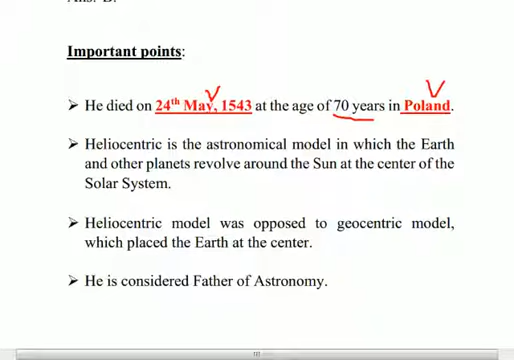 Important points:
➢ He died on 24th May, 1543 at the age of 70 years in Poland.
➢ Heliocentric is the astronomical model in which the Earth
and other planets revolve around the Sun at the center of the
Solar System.
➢ Heliocentric model was opposed to geocentric model,
which placed the Earth at the center.
➢ He is considered Father of Astronomy.